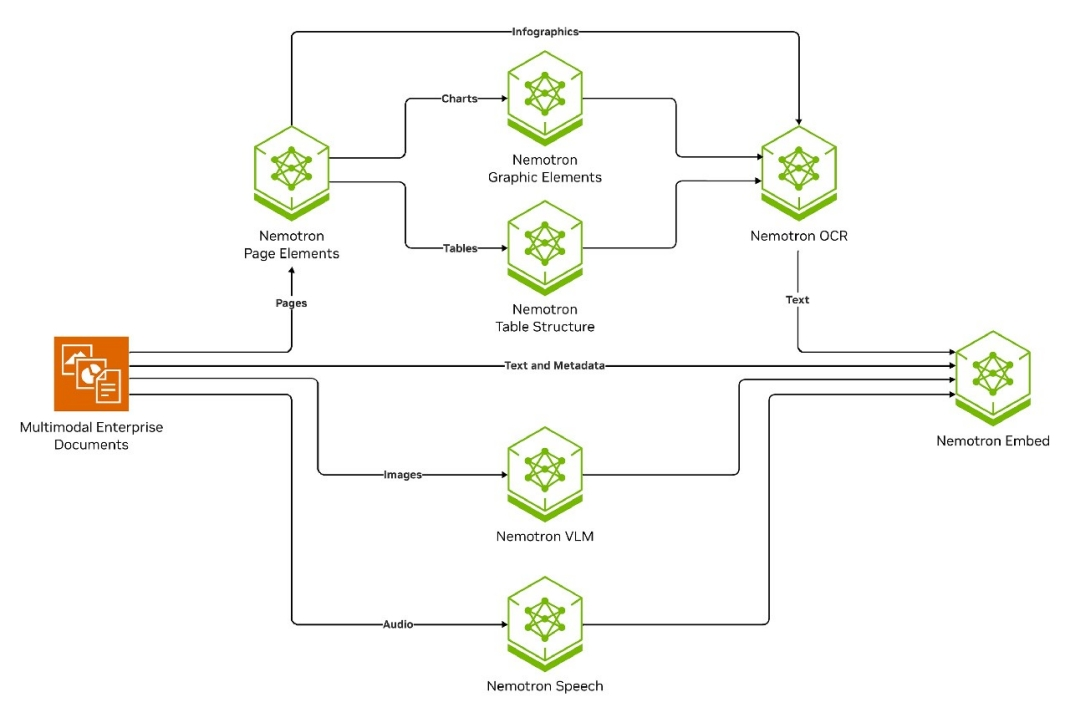 Infographics
Charts
Nemotron
Graphic Elements
Nemotron
Page Elements
Nemotron OCR
Tables
Pages
Nemotron
Table Structure
Text
Text and Metadata
Multimodal Enterprise
Documents
Nemotron Embed
Images
Nemotron VLM
Audio
Nemotron Speech